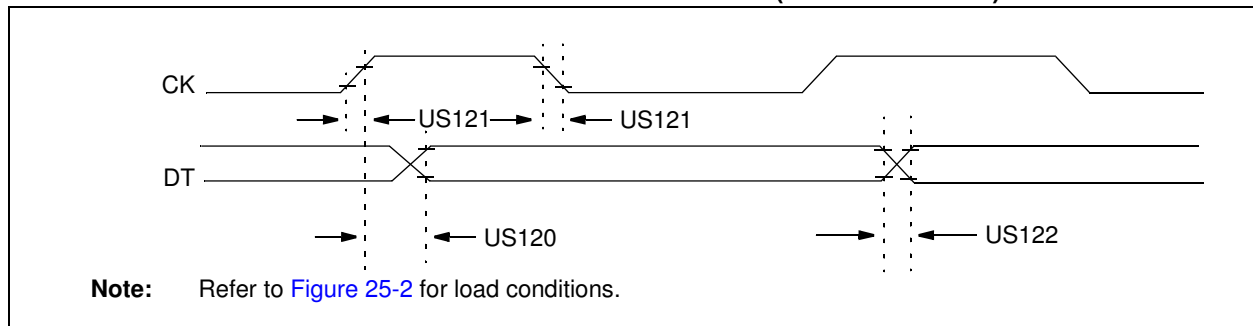 CK
US121
US121
DT
US120
US122
Note: Refer to Figure 25-2 for load conditions.